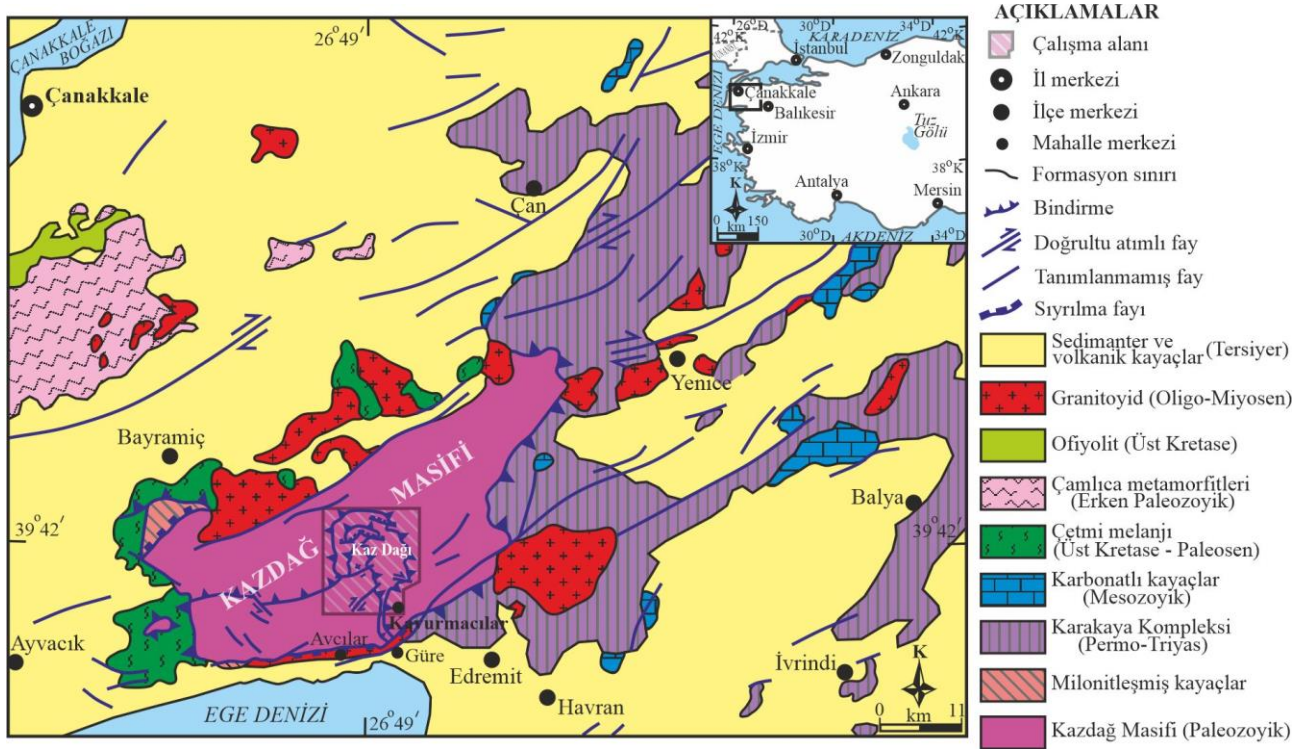 ÇANAKKALE
BOĞAZI
Çanakkale
26°49'
Çan
Bayramiç
Yenice
Balya
39°42'
39°42'
KAZDAĞ MASİFİ
Kaz Dağı
Kavurmacılar
Avcılar
Güre
Ayvacık
Edremit
Havran
İvrindi
EGE DENİZİ
26°49'
K
0 11
km
26°D
42°K
30°D
KARADENİZ
34°D
42°K
İstanbul
Zonguldak
Çanakkale
Balıkesir
Ankara
Tuz
Gölü
EGE DENİZİ
İzmir
38°K
38°K
Antalya
Mersin
K
0 150
km
30°D
AKDENİZ
34°D
AÇIKLAMALAR
Çalışma alanı
İl merkezi
İlçe merkezi
Mahalle merkezi
Formasyon sınırı
Bindirme
Doğrultu atımlı fay
Tanımlanmamış fay
Sıyrılma fayı
Sedimanter ve
volkanik kayaçlar (Tersiyer)
Granitoyid (Oligo-Miyosen)
Ofiyolit (Üst Kretase)
Çamlıca metamorfitleri
(Erken Paleozoyik)
Çetmi melanjı
(Üst Kretase - Paleosen)
Karbonatlı kayaçlar
(Mesozoyik)
Karakaya Kompleksi
(Permo-Triyas)
Milonitleşmiş kayaçlar
Kazdağ Masifi (Paleozoyik)